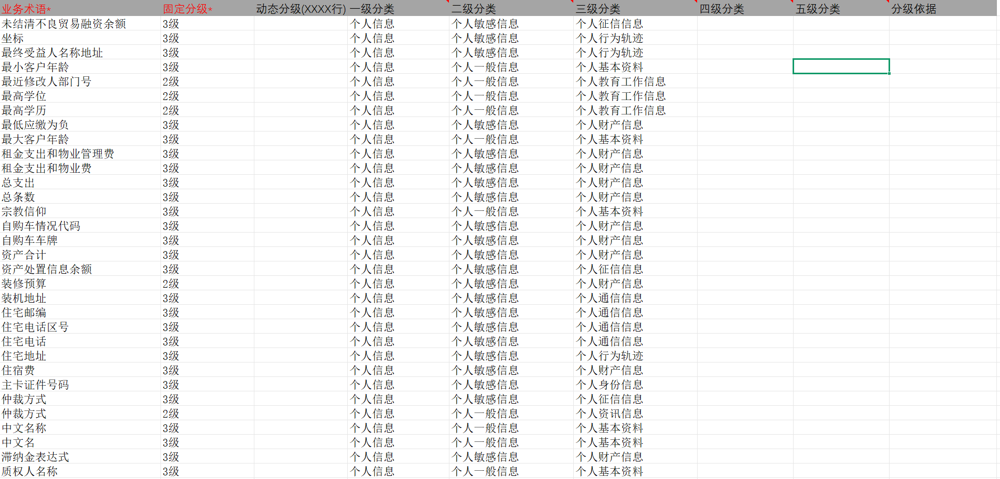 业务术语* 固定分级* 动态分级(XXXX行) 一级分类 二级分类 三级分类 四级分类 五级分类 分级依据
未结清不良贸易融资余额 3级 个人信息 个人敏感信息 个人征信信息
坐标 3级 个人信息 个人敏感信息 个人行为轨迹
最终受益人名称地址 3级 个人信息 个人敏感信息 个人行为轨迹
最小客户年龄 3级 个人信息 个人一般信息 个人基本资料
最近修改人部门号 2级 个人信息 个人一般信息 个人教育工作信息
最高学位 2级 个人信息 个人一般信息 个人教育工作信息
最高学历 2级 个人信息 个人一般信息 个人教育工作信息
最低应缴为负 3级 个人信息 个人敏感信息 个人财产信息
最大客户年龄 3级 个人信息 个人一般信息 个人基本资料
租金支出和物业管理费 3级 个人信息 个人敏感信息 个人财产信息
租金支出和物业费 3级 个人信息 个人敏感信息 个人财产信息
总支出 3级 个人信息 个人敏感信息 个人财产信息
总条数 3级 个人信息 个人敏感信息 个人财产信息
宗教信仰 3级 个人信息 个人一般信息 个人基本资料
自购车情况代码 3级 个人信息 个人敏感信息 个人财产信息
自购车车牌 3级 个人信息 个人敏感信息 个人财产信息
资产合计 3级 个人信息 个人敏感信息 个人财产信息
资产处置信息余额 3级 个人信息 个人敏感信息 个人征信信息
装修预算 2级 个人信息 个人敏感信息 个人财产信息
装机地址 3级 个人信息 个人敏感信息 个人通信信息
住宅邮编 3级 个人信息 个人敏感信息 个人通信信息
住宅电话区号 3级 个人信息 个人敏感信息 个人通信信息
住宅电话 3级 个人信息 个人敏感信息 个人通信信息
住宅地址 3级 个人信息 个人敏感信息 个人行为轨迹
住宿费 3级 个人信息 个人敏感信息 个人财产信息
主卡证件号码 3级 个人信息 个人敏感信息 个人身份信息
仲裁方式 3级 个人信息 个人敏感信息 个人征信信息
仲裁方式 2级 个人信息 个人一般信息 个人资讯信息
中文名称 3级 个人信息 个人一般信息 个人基本资料
中文名 3级 个人信息 个人一般信息 个人基本资料
滞纳金表达式 3级 个人信息 个人敏感信息 个人财产信息
质权人名称 3级 个人信息 个人一般信息 个人基本资料